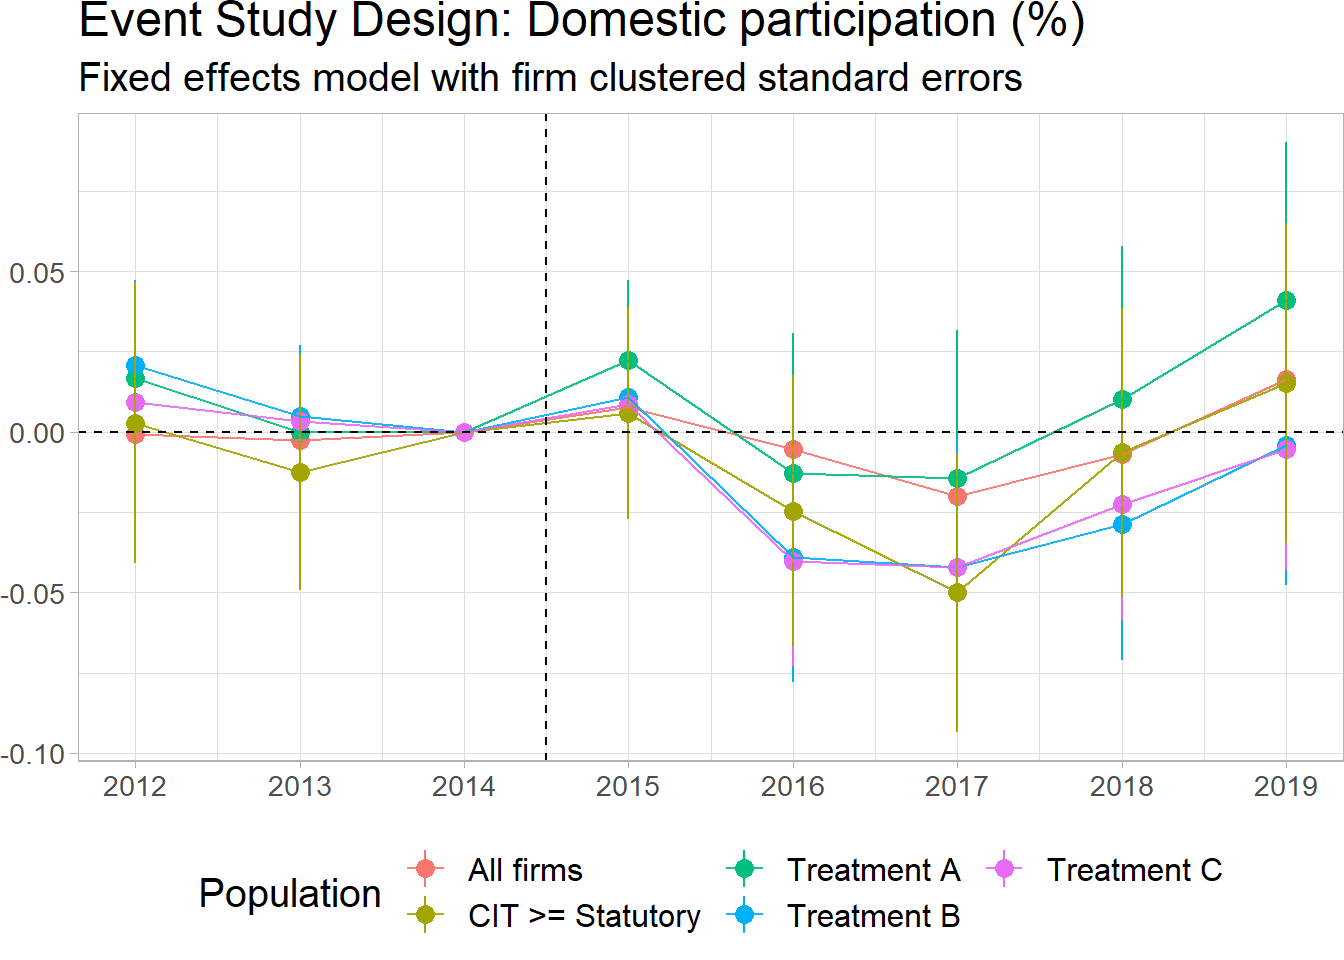 Event Study Design: Domestic participation (%)
Fixed effects model with firm clustered standard errors
0.05
0.00
-0.05
-0.10
2012 2013 2014 2015 2016 2017 2018 2019
Population
All firms Treatment A Treatment C
CIT >= Statutory Treatment B